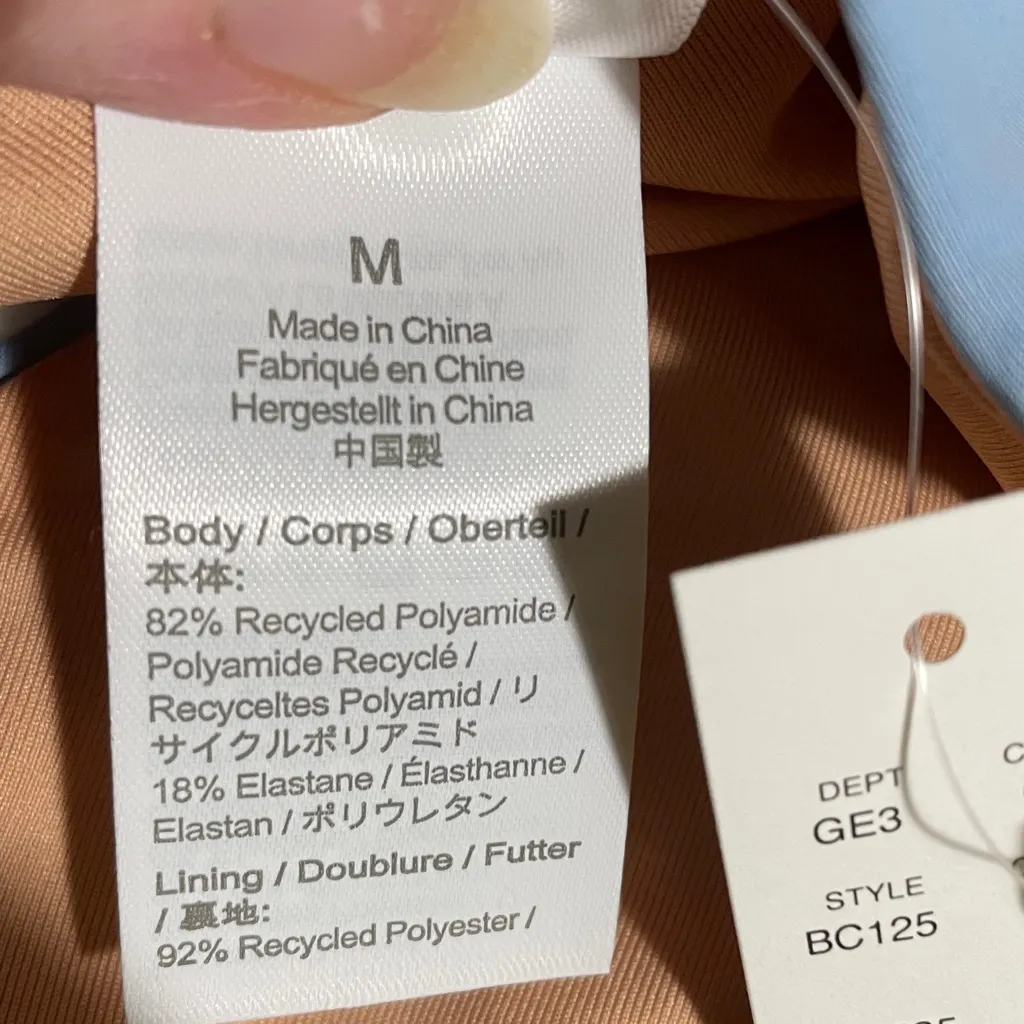 M
Made in China
Fabriqué en Chine
Hergestellt in China
中国製
Body / Corps / Oberteil /
本体:
82% Recycled Polyamide /
Polyamide Recyclé /
Recyceltes Polyamid / リ
サイクルポリアミド
18% Elastane / Élasthanne /
Elastan / ポリウレタン
Lining / Doublure / Futter
/ 裏地:
92% Recycled Polyester /
DEPT
GE3
STYLE
BC125